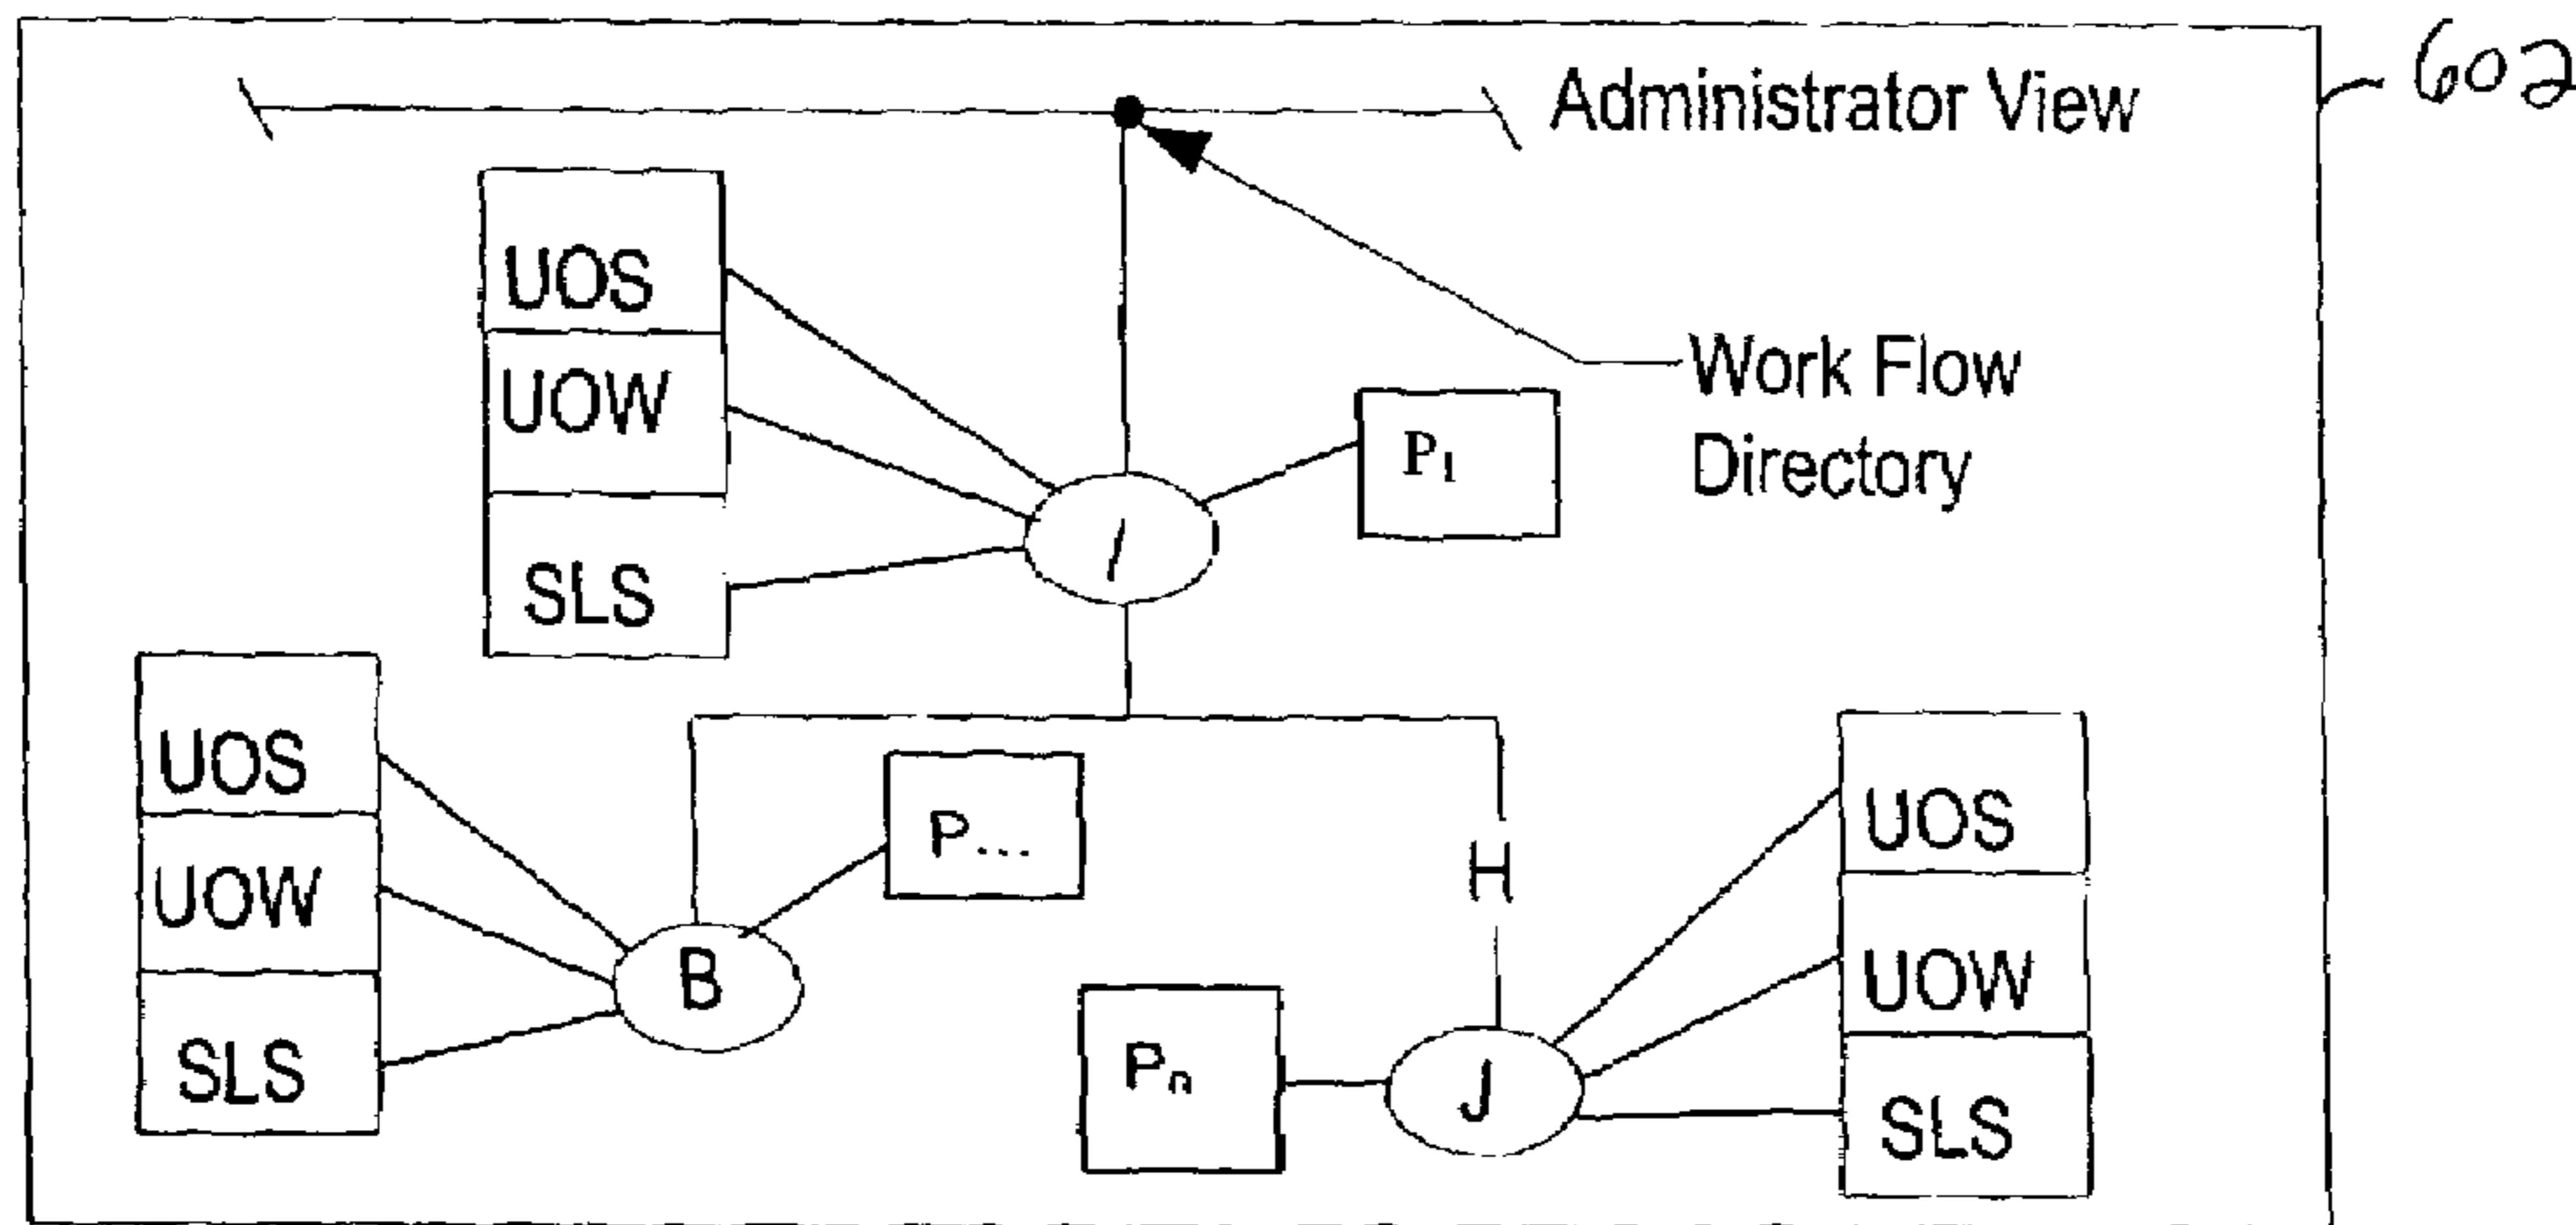 602
Administrator View
UOS
UOW
SLS
Work Flow
Directory
P1
/
UOS
UOW
SLS
P...
B
H
Pn
J
UOS
UOW
SLS